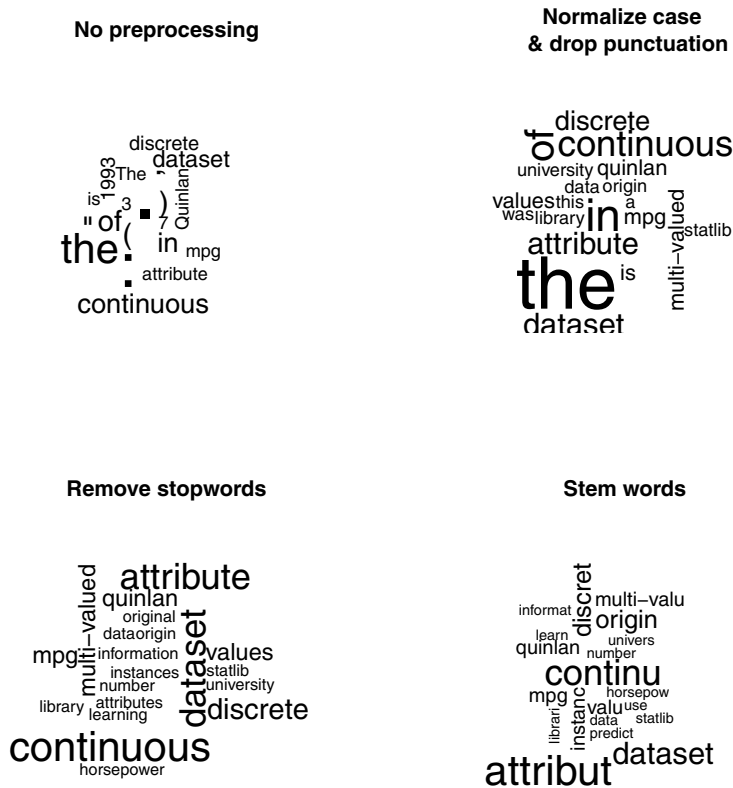 No preprocessing
discrete
dataset
,
1993
The
is
3
Quinlan
)
"
of
(
.
7
the
:
in
mpg
.
attribute
continuous
Normalize case
& drop punctuation
discrete
of
continuous
university quinlan
data origin
values this
a
was library
in
mpg
multi–valued
statlib
attribute
the
is
dataset
Remove stopwords
attribute
multi–valued
quinlan
original
data origin
dataset
mpg
information
values
instances
statlib
number
university
library
attributes
learning
discrete
continuous
horsepower
Stem words
discret
informat
multi–valu
origin
learn
univers
quinlan
number
continu
mpg
horsepow
librari
instanc
valu
use
data
statlib
predict
dataset
attribut